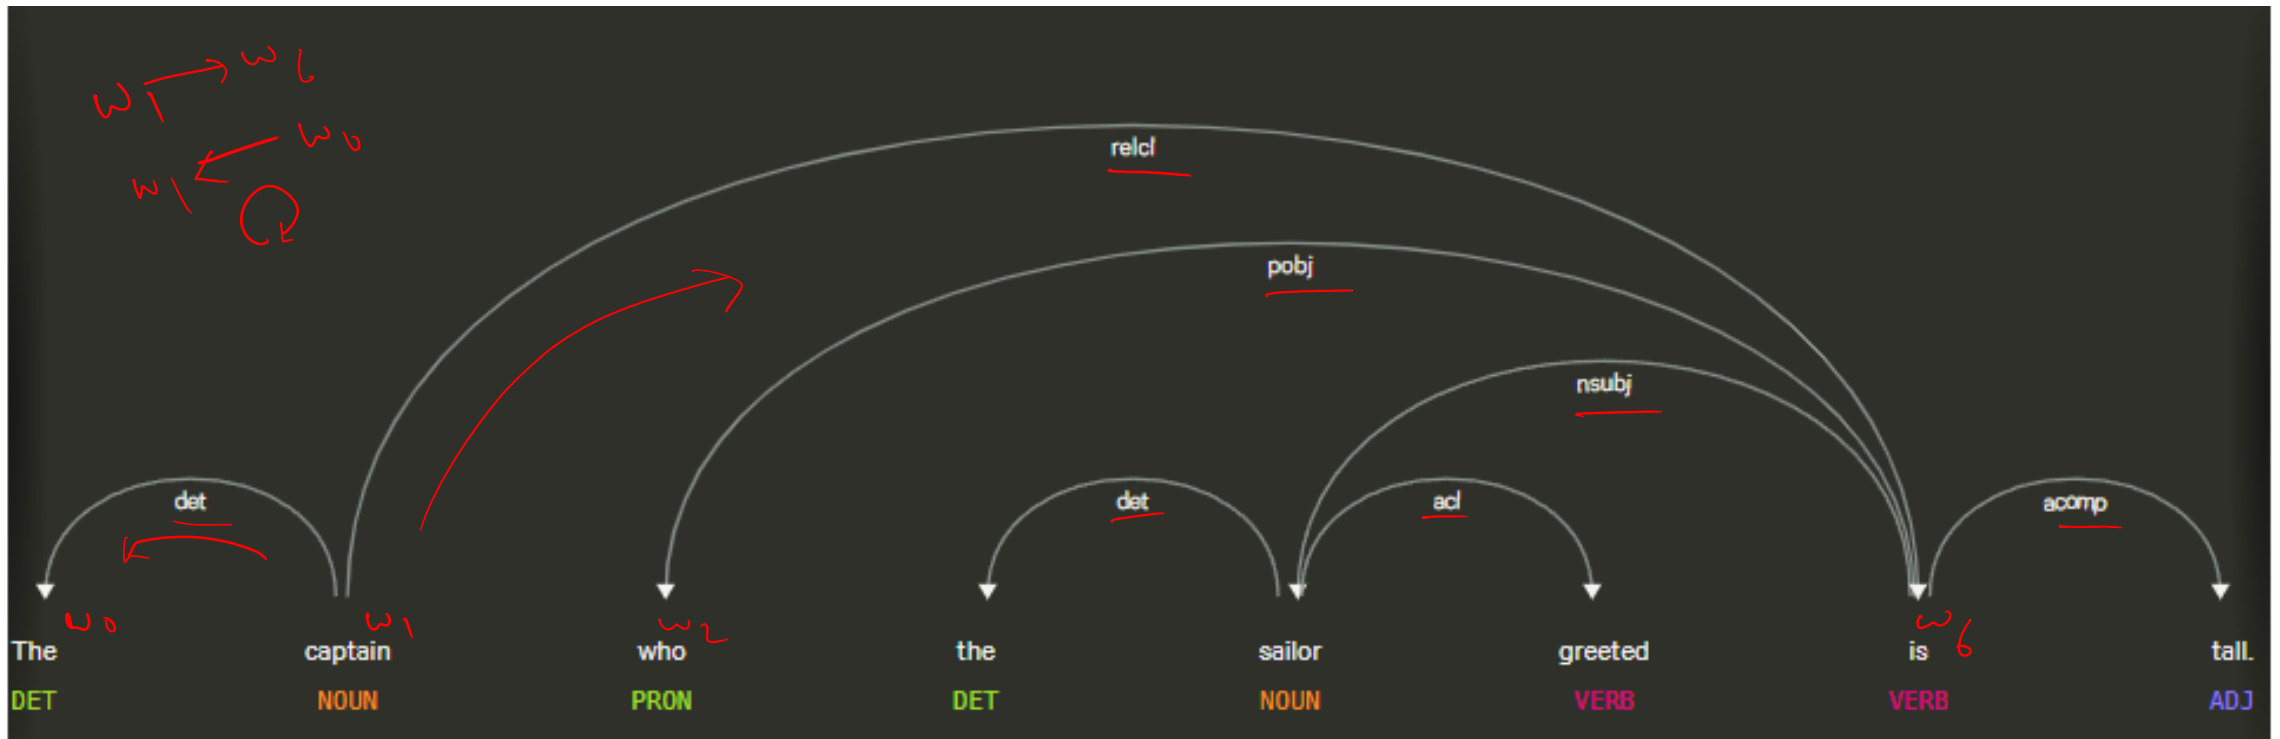 w1 → w6
w1 ← w0
relcl
pobj
nsubj
det det acl acomp
w0 w1 w2 w6
The captain who the sailor greeted is tall.
DET NOUN PRON DET NOUN VERB VERB ADJ